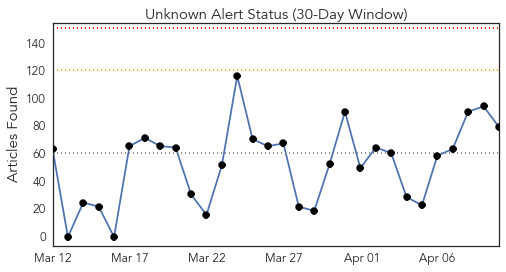 Unknown Alert Status (30-Day Window)
Articles Found
140
120
100
80
60
40
20
0
Mar 12 Mar 17 Mar 22 Mar 27 Apr 01 Apr 06